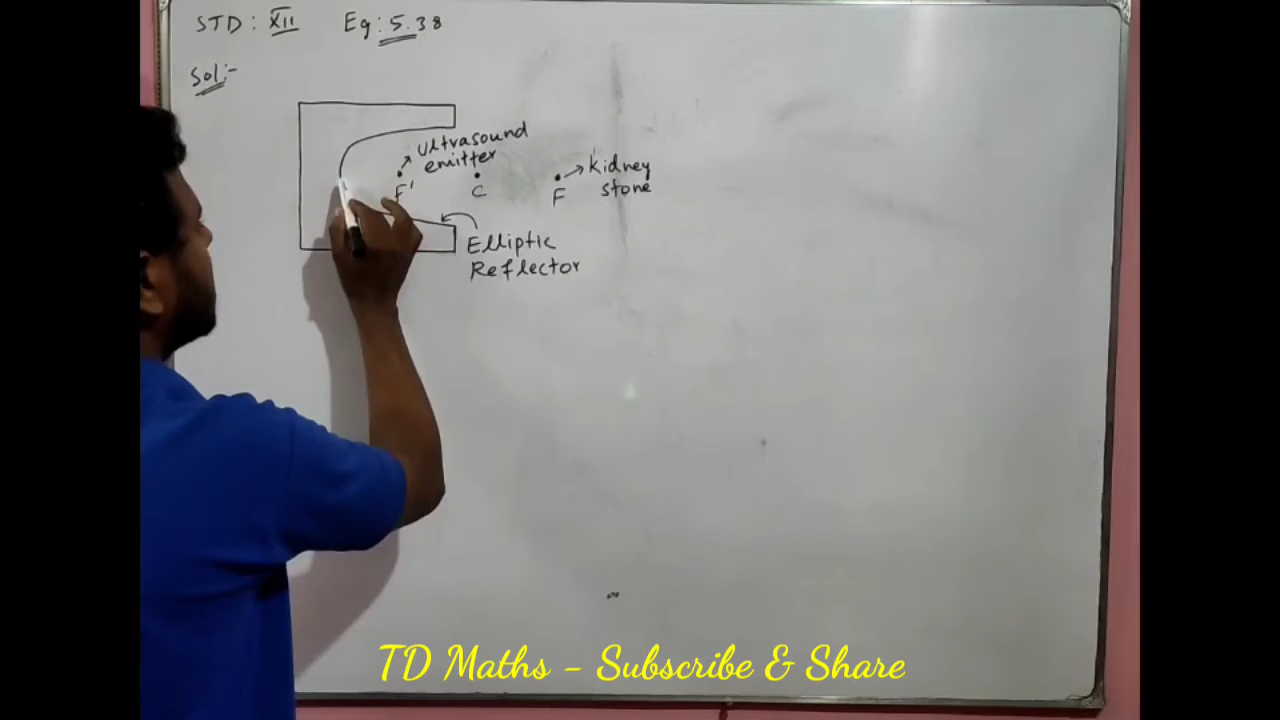 STD : XII Eg : 5.38
Sol:-
Ultrasound
emitter
F'
C
F
Kidney
stone
Elliptic
Reflector
TD Maths - Subscribe & Share